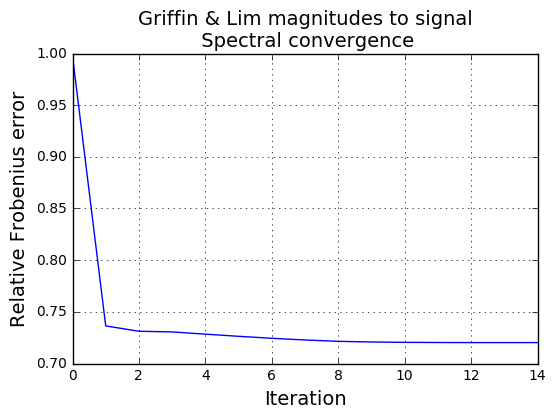 Griffin & Lim magnitudes to signal
Spectral convergence
1.00
0.95
0.90
0.85
0.80
0.75
0.70
Relative Frobenius error
0 2 4 6 8 10 12 14
Iteration